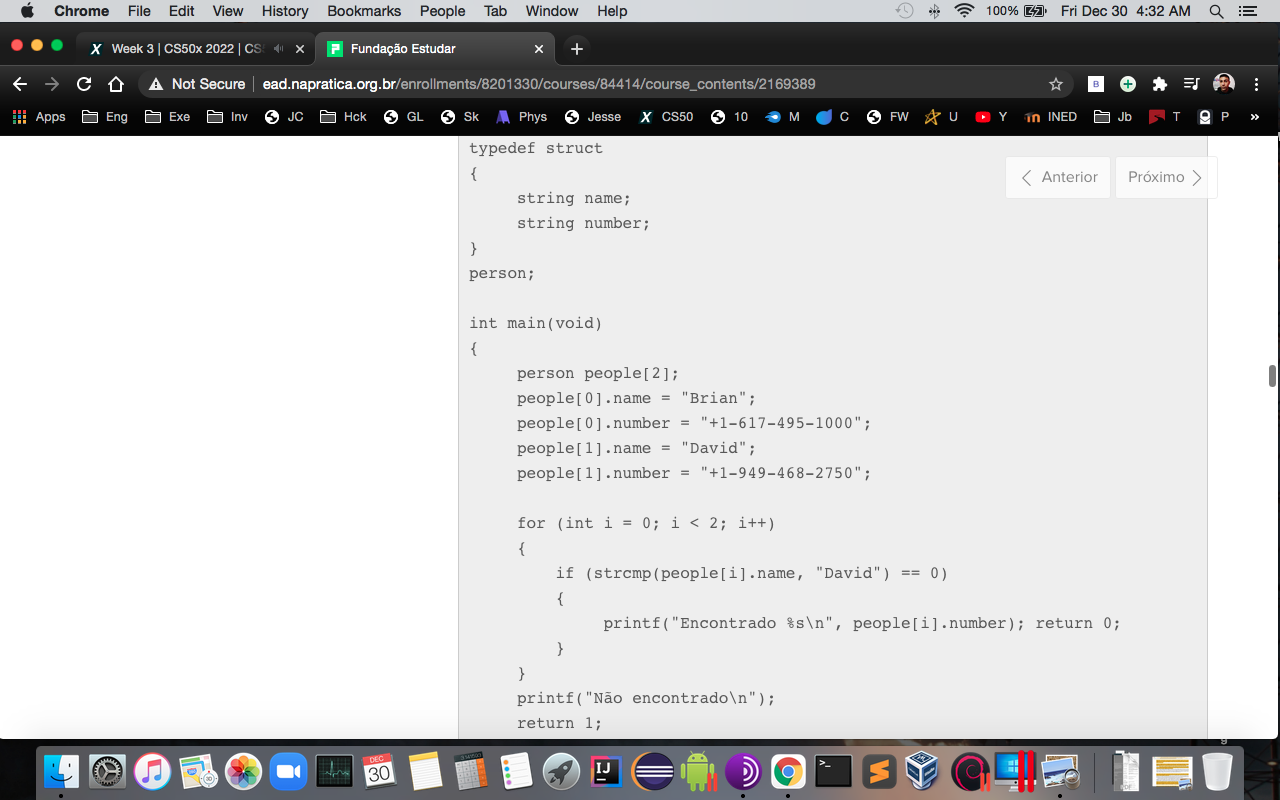 Chrome File Edit View History Bookmarks People Tab Window Help 100% Fri Dec 30 4:32 AM
Week 3 | CS50x 2022 | CS Fundação Estudar
Not Secure ead.napratica.org.br/enrollments/8201330/courses/84414/course_contents/2169389
Apps Eng Exe Inv JC Hck GL Sk Phys Jesse CS50 10 M C FW U Y INED Jb T P »
Anterior Próximo
typedef struct
{
string name;
string number;
}
person;
int main(void)
{
person people[2];
people[0].name = "Brian";
people[0].number = "+1-617-495-1000";
people[1].name = "David";
people[1].number = "+1-949-468-2750";
for (int i = 0; i < 2; i++)
{
if (strcmp(people[i].name, "David") == 0)
{
printf("Encontrado %s\n", people[i].number); return 0;
}
}
printf("Não encontrado\n");
return 1;
DEC
30